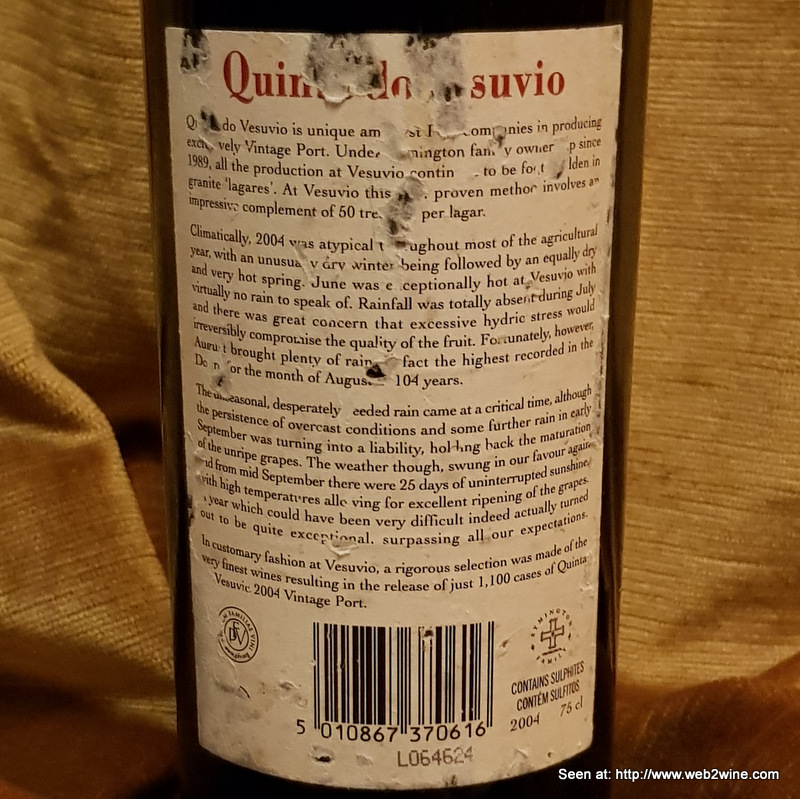 Vesuvio is unique in producing
Vintage Port. owner since
1989, all the production at Vesuvio to be in
granite 'lagares'. At Vesuvio this proven method involves an
impressive complement of 50 per lagar.
Climatically, 2004 was atypical most of the agricultural
year, with an dry winter being followed by an equally dry
and very hot spring. June was hot at Vesuvio with
virtually no rain to speak of. Rainfall was totally absent during July
and there was great concern that excessive hydric stress would
irreversibly compromise the quality of the fruit. however,
brought plenty of fact the highest recorded in the
for the month of 104 years.
The desperately rain came at a critical time, although
the persistence of overcast conditions and some further rain in early
September was turning into a liability, back the maturation
of the unripe grapes. The weather though, swung in our favour again
from mid September there were 25 days of uninterrupted sunshine,
high temperatures for excellent ripening of the grapes.
year which could have been very difficult indeed actually turned
out to be quite exceptional, surpassing all our expectations.
In customary fashion at Vesuvio, a rigorous selection was made of the
very finest wines resulting in the release of just 1,100 cases of Quinta
2004 Vintage Port.
CONTAINS SULPHITES
CONTÉM SULFITOS
2004 75 cl
5 010867 370616
L064624
Seen at: http://www.web2wine.com